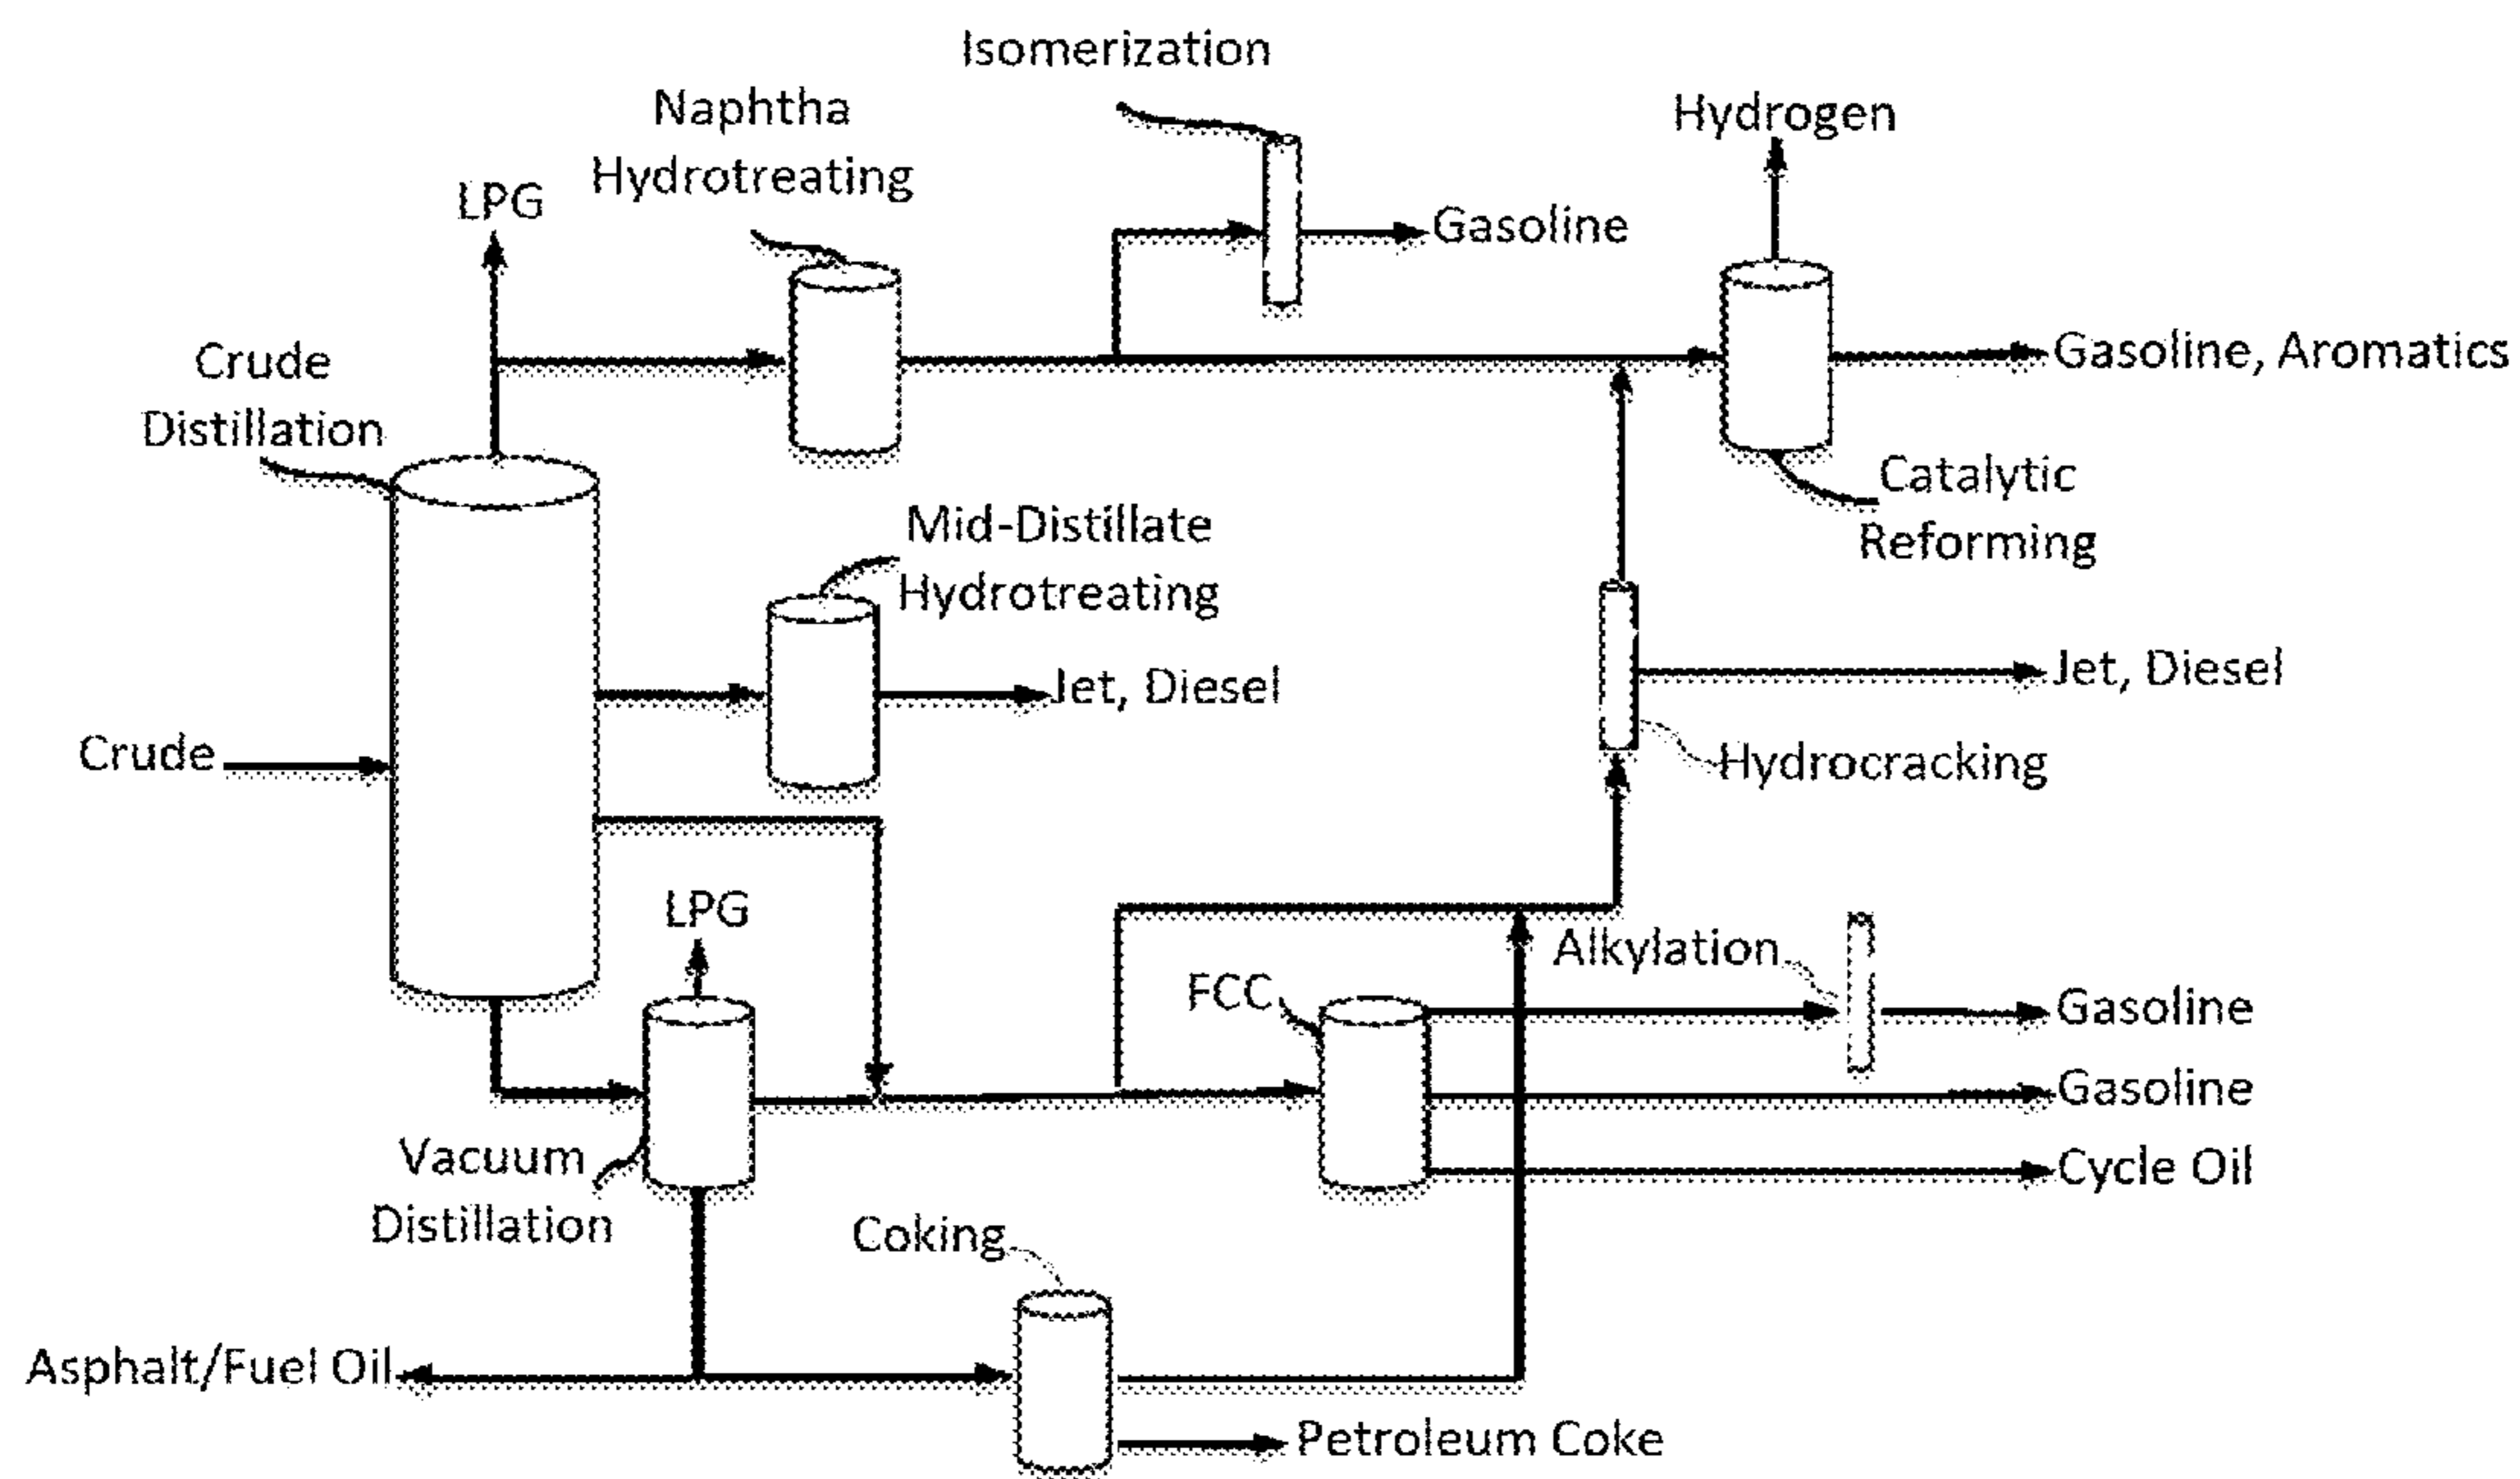 Isomerization
Naphtha
Hydrotreating
Hydrogen
LPG
Gasoline
Crude
Distillation
Gasoline, Aromatics
Catalytic
Reforming
Mid-Distillate
Hydrotreating
Jet, Diesel
Jet, Diesel
Crude
Hydrocracking
LPG
Alkylation
FCC
Gasoline
Gasoline
Vacuum
Distillation
Cycle Oil
Coking
Asphalt/Fuel Oil
Petroleum Coke